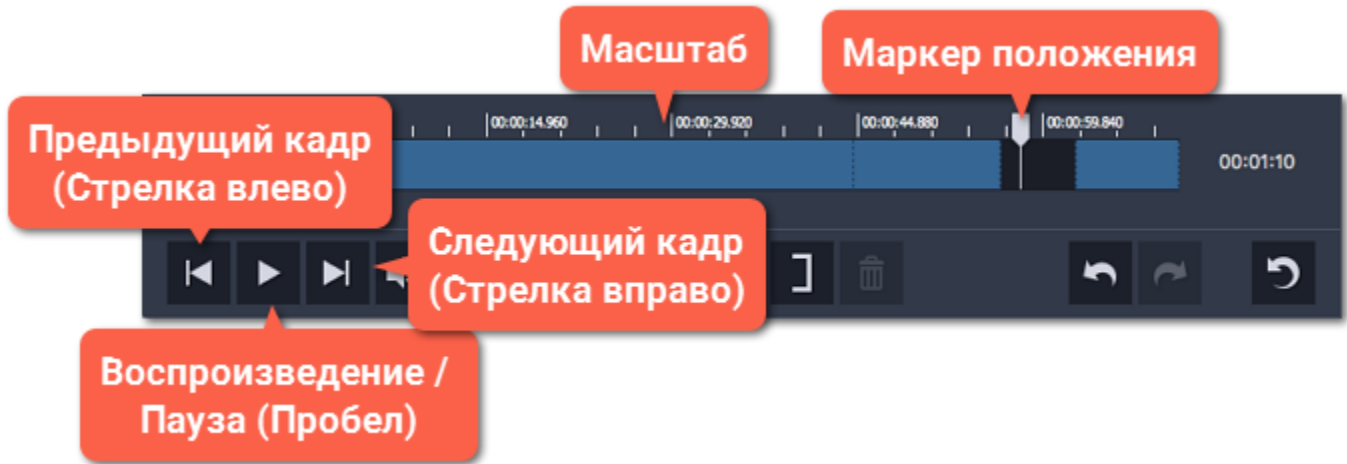 Масштаб
Маркер положения
Предыдущий кадр
(Стрелка влево)
00:00:14.960
00:00:29.920
00:00:44.880
00:00:59.840
00:01:10
Следующий кадр
(Стрелка вправо)
Воспроизведение /
Пауза (Пробел)